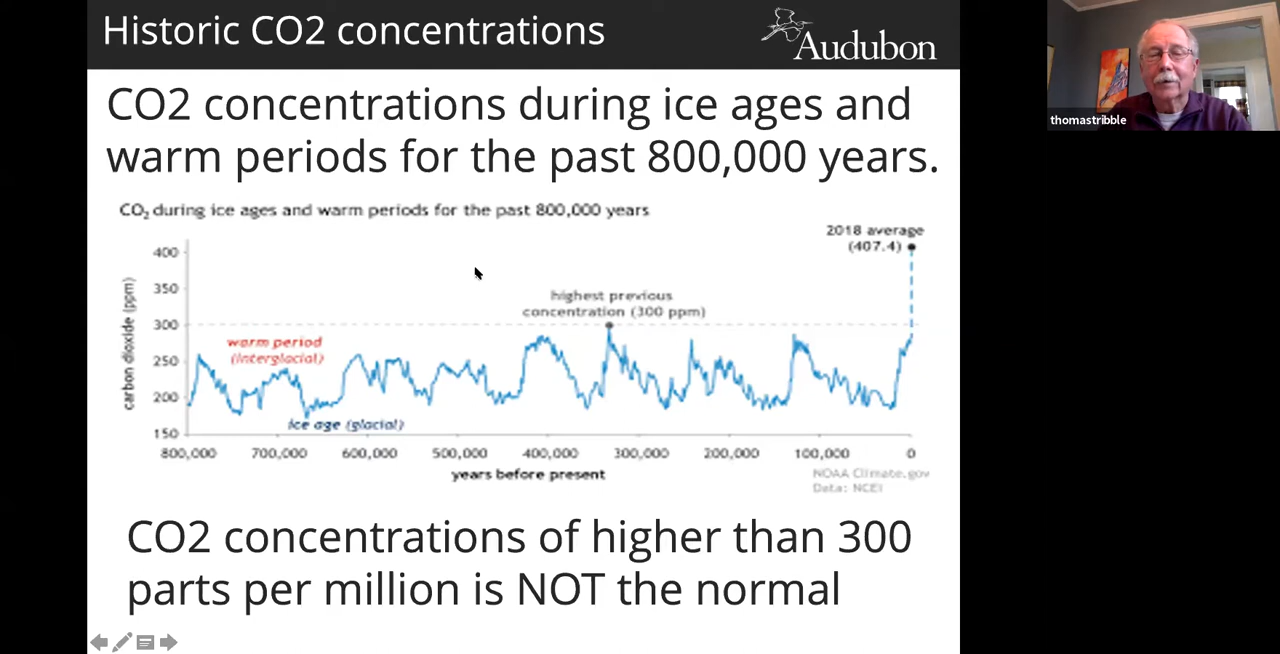 Historic CO2 concentrations
Audubon
thomastribble
CO2 concentrations during ice ages and
warm periods for the past 800,000 years.
CO₂ during ice ages and warm periods for the past 800,000 years
2018 average
(407.4)
400
350
300
250
200
150
carbon dioxide (ppm)
highest previous
concentration (300 ppm)
warm period
(interglacial)
ice age (glacial)
800,000 700,000 600,000 500,000 400,000 300,000 200,000 100,000 0
years before present
NOAA Climate.gov
Data: NCEI
CO2 concentrations of higher than 300
parts per million is NOT the normal